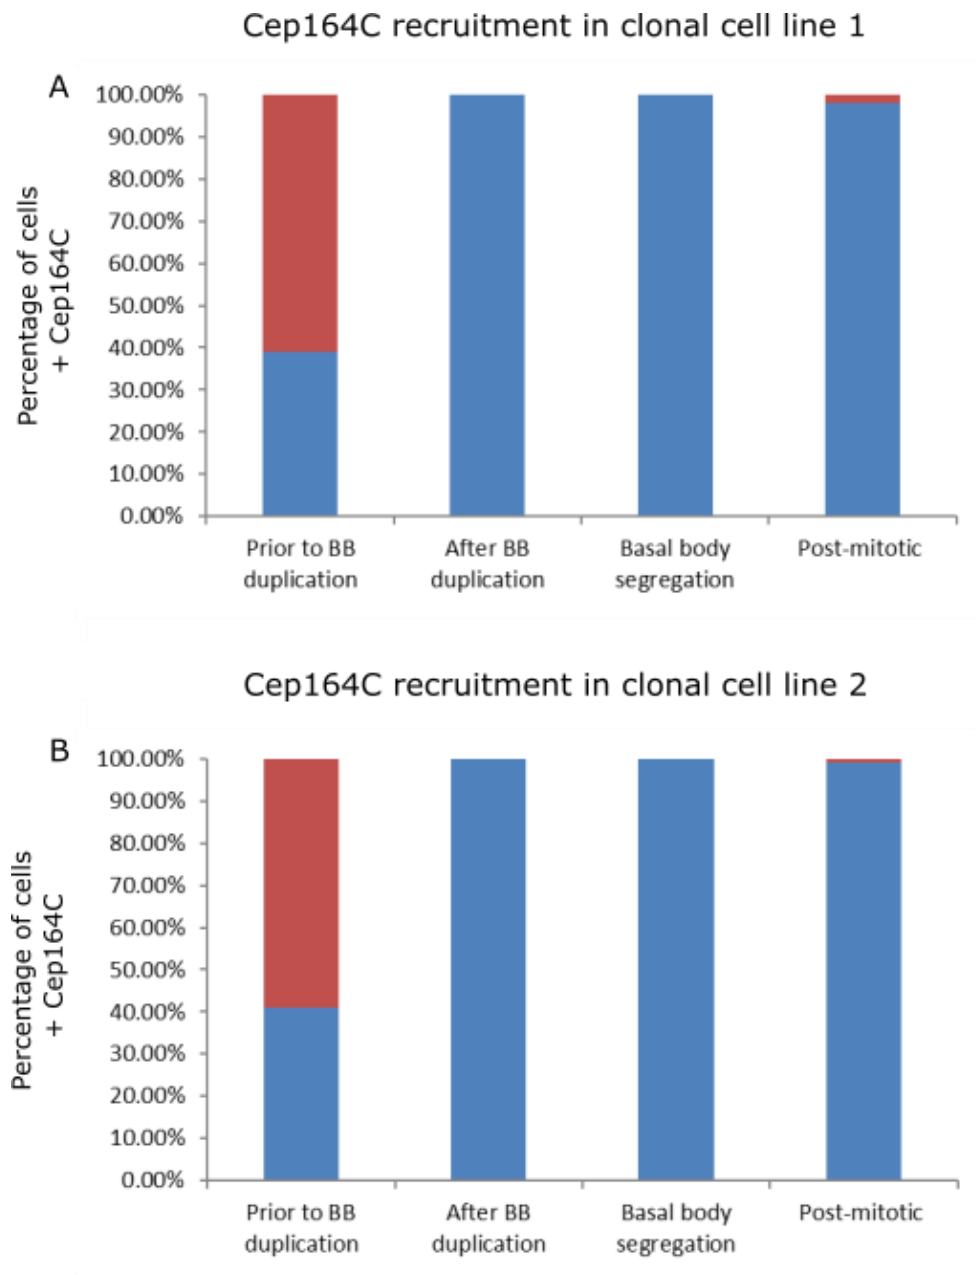 Cep164C recruitment in clonal cell line 1
A
Percentage of cells
+ Cep164C
100.00%
90.00%
80.00%
70.00%
60.00%
50.00%
40.00%
30.00%
20.00%
10.00%
0.00%
Prior to BB
duplication
After BB
duplication
Basal body
segregation
Post-mitotic
Cep164C recruitment in clonal cell line 2
B
Percentage of cells
+ Cep164C
100.00%
90.00%
80.00%
70.00%
60.00%
50.00%
40.00%
30.00%
20.00%
10.00%
0.00%
Prior to BB
duplication
After BB
duplication
Basal body
segregation
Post-mitotic